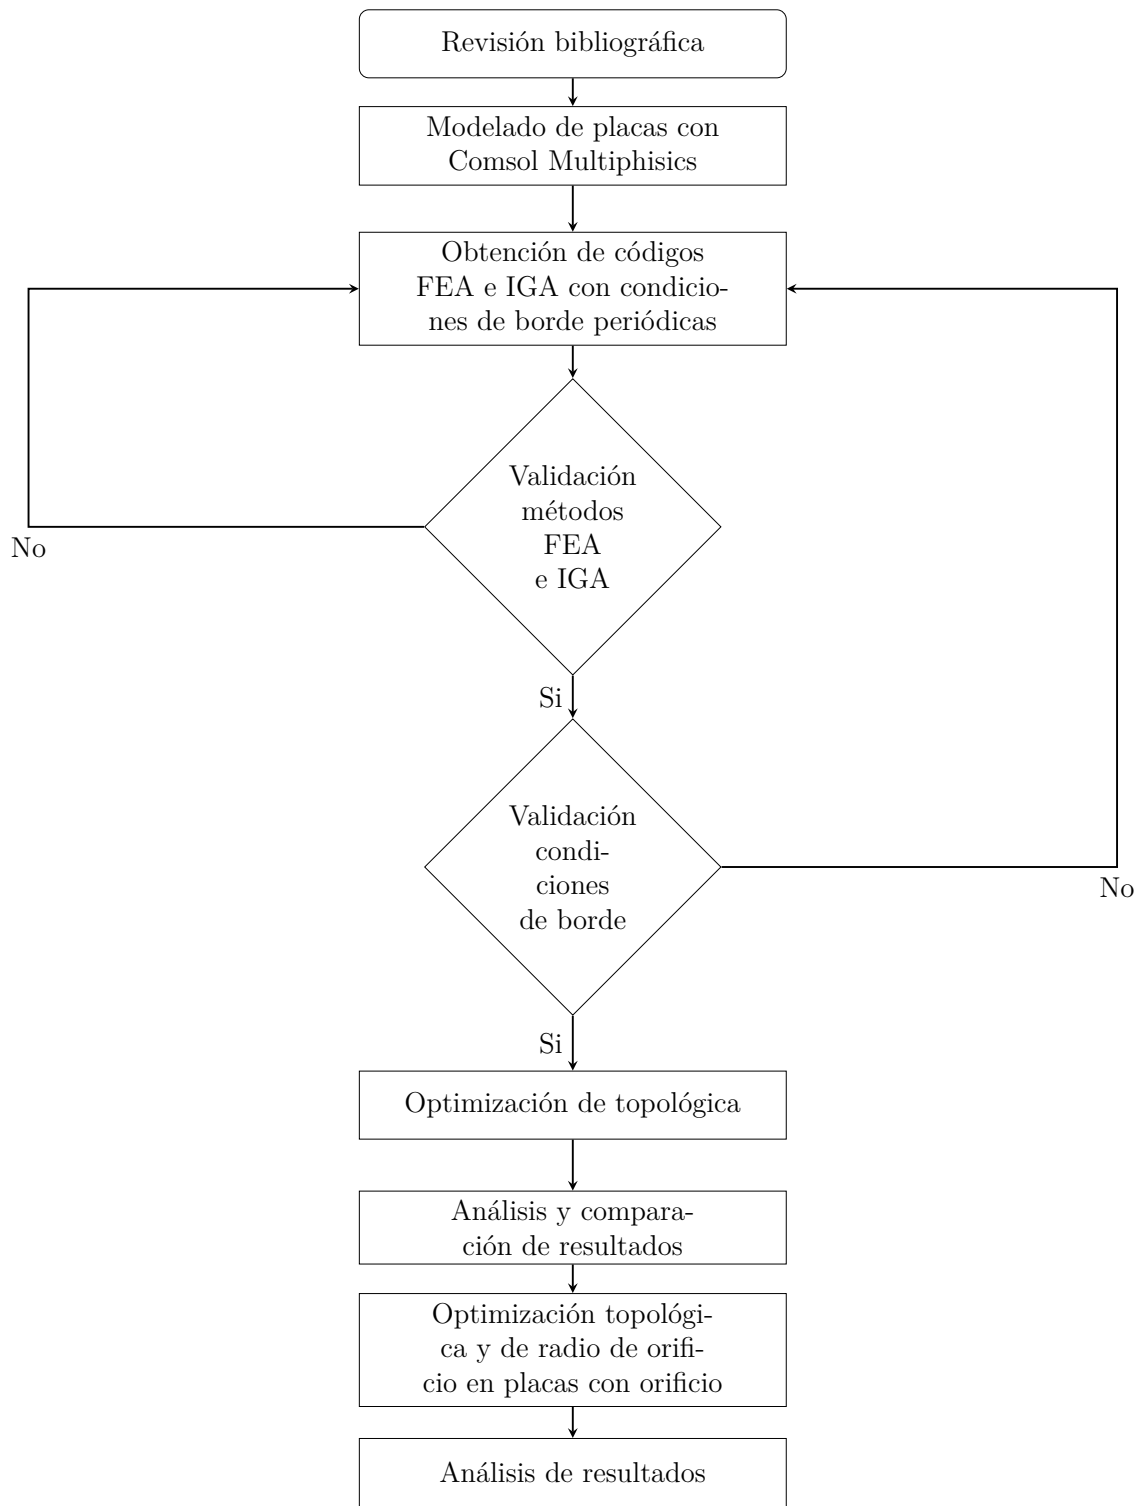 Revisión bibliográfica
Modelado de placas con
Comsol Multiphisics
Obtención de códigos
FEA e IGA con condicio-
nes de borde periódicas
Validación
métodos
FEA
e IGA
No
Si
Validación
condi-
ciones
de borde
No
Si
Optimización de topológica
Análisis y compara-
ción de resultados
Optimización topológi-
ca y de radio de orifi-
cio en placas con orificio
Análisis de resultados